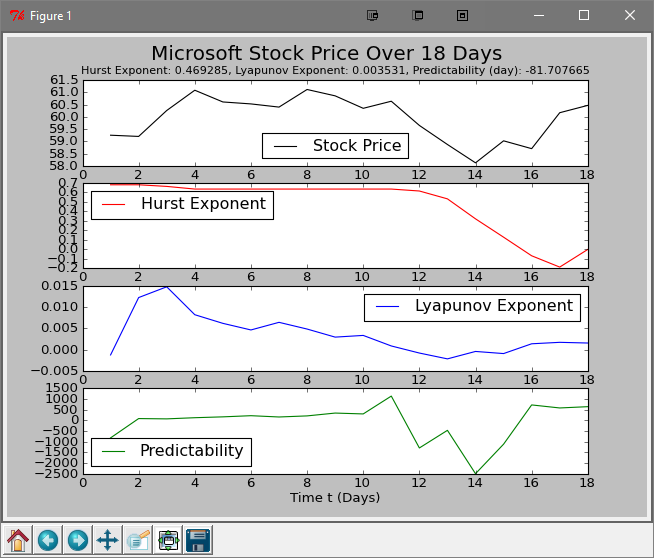 Figure 1
Microsoft Stock Price Over 18 Days
Hurst Exponent: 0.469285, Lyapunov Exponent: 0.003531, Predictability (day): -81.707665
61.5
61.0
60.5
60.0
59.5
59.0
58.5
58.0
Stock Price
0 2 4 6 8 10 12 14 16 18
0.7
0.6
0.5
0.4
0.3
0.2
0.1
0.0
−0.1
−0.2
Hurst Exponent
0 2 4 6 8 10 12 14 16 18
0.015
0.010
0.005
0.000
−0.005
Lyapunov Exponent
0 2 4 6 8 10 12 14 16 18
1500
1000
500
0
−500
−1000
−1500
−2000
−2500
Predictability
0 2 4 6 8 10 12 14 16 18
Time t (Days)